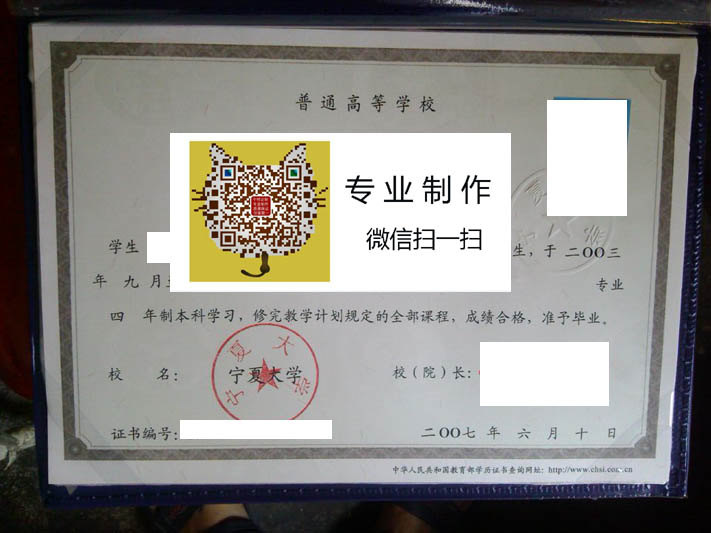 普通高等学校
专业制作
微信扫一扫
学生
生，于 二〇〇三
年 九 月
专业
四 年制本科学习，修完教学计划规定的全部课程，成绩合格，准予毕业。
校 名：
宁夏大学
校（院）长：
宁夏大学
证书编号：
二〇〇七 年 六 月 十 日
中华人民共和国教育部学历证书查询网址：http://www.chsi.com.cn